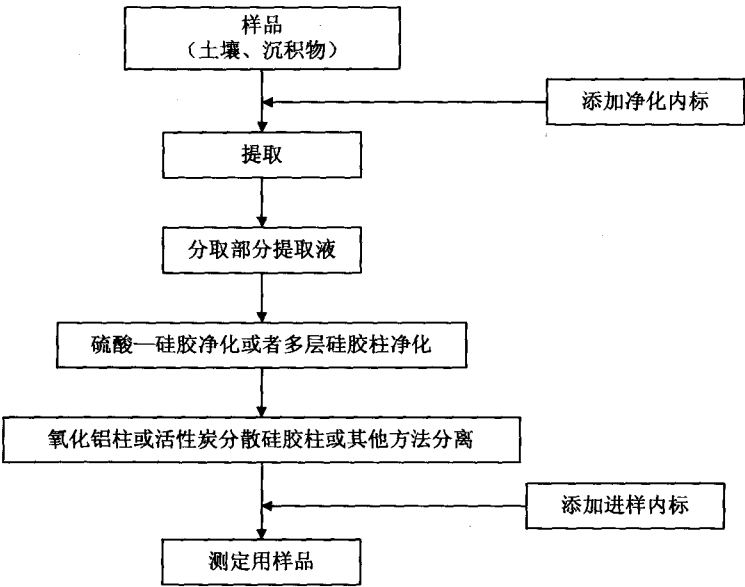 样品
（土壤、沉积物）
添加净化内标
提取
分取部分提取液
硫酸—硅胶净化或者多层硅胶柱净化
氧化铝柱或活性炭分散硅胶柱或其他方法分离
添加进样内标
测定用样品